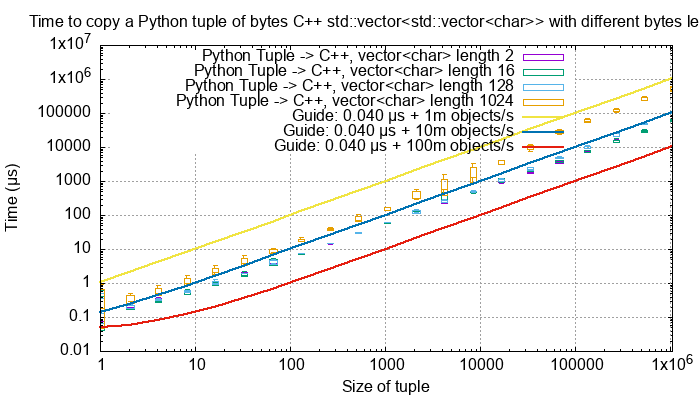 Time to copy a Python tuple of bytes C++ std::vector<std::vector<char>> with different bytes le
1x10⁷
1x10⁶
100000
10000
1000
100
10
1
0.1
0.01
Time (µs)
Python Tuple -> C++, vector<char> length 2
Python Tuple -> C++, vector<char> length 16
Python Tuple -> C++, vector<char> length 128
Python Tuple -> C++, vector<char> length 1024
Guide: 0.040 µs + 1m objects/s
Guide: 0.040 µs + 10m objects/s
Guide: 0.040 µs + 100m objects/s
1 10 100 1000 10000 100000 1x10⁶
Size of tuple